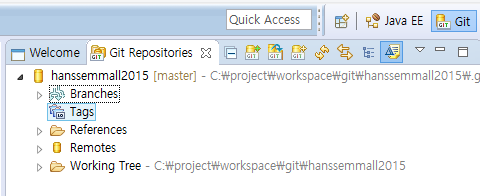 Quick Access
Java EE
Git
Welcome
Git Repositories
hanssemmall2015 [master] - C:₩project₩workspace₩git₩hanssemmall2015₩.g
Branches
Tags
References
Remotes
Working Tree - C:₩project₩workspace₩git₩hanssemmall2015